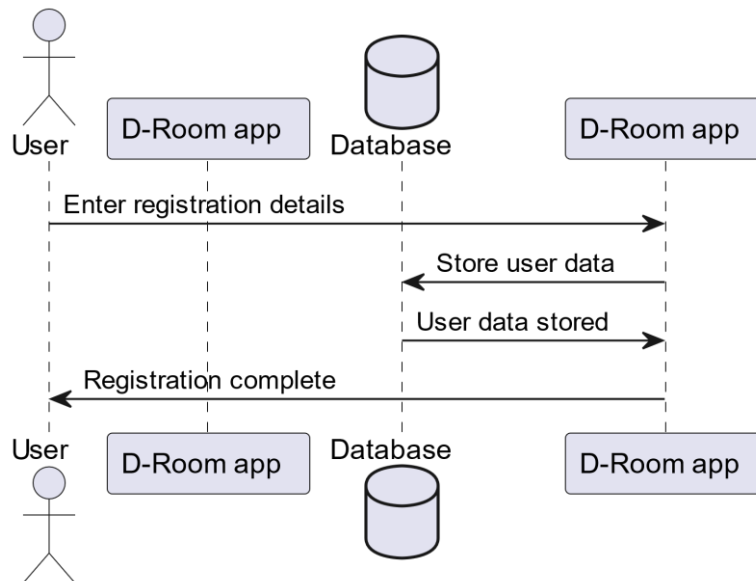 User
D-Room app
Database
D-Room app
Enter registration details
Store user data
User data stored
Registration complete
User
D-Room app
Database
D-Room app